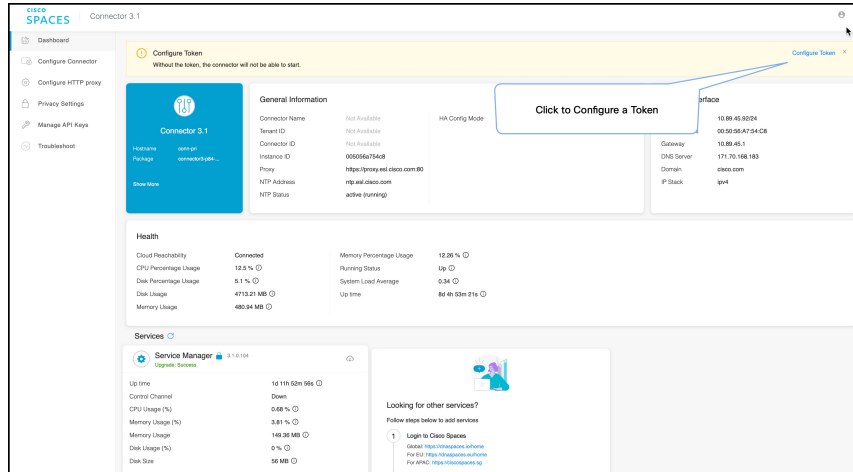 CISCO
SPACES
Connector 3.1
Dashboard
Configure Connector
Configure HTTP proxy
Privacy Settings
Manage API Keys
Troubleshoot
Configure Token
Without the token, the connector will not be able to start.
Configure Token ×
Click to Configure a Token
Connector 3.1
Hostname conn-pri
Package connector3-p84-...
Show More
General Information
Connector Name Not Available
Tenant ID Not Available
Connector ID Not Available
Instance ID 005056a754c8
Proxy https://proxy.esl.cisco.com:80
NTP Address ntp.esl.cisco.com
NTP Status active (running)
HA Config Mode
erface
10.89.45.92/24
00:50:56:A7:54:C8
Gateway 10.89.45.1
DNS Server 171.70.168.183
Domain cisco.com
IP Stack ipv4
Health
Cloud Reachability Connected
CPU Percentage Usage 12.5 %
Disk Percentage Usage 5.1 %
Disk Usage 4713.21 MB
Memory Usage 480.94 MB
Memory Percentage Usage 12.26 %
Running Status Up
System Load Average 0.34
Up time 8d 4h 53m 21s
Services
Service Manager 3.1.0.104
Upgrade: Success
Up time 1d 11h 52m 56s
Control Channel Down
CPU Usage (%) 0.68 %
Memory Usage (%) 3.81 %
Memory Usage 149.36 MB
Disk Usage (%) 0 %
Disk Size 56 MB
Looking for other services?
Follow steps below to add services
1 Login to Cisco Spaces
Global: https://dnaspaces.io/home
For EU: https://dnaspaces.eu/home
For APAC: https://ciscospaces.sg